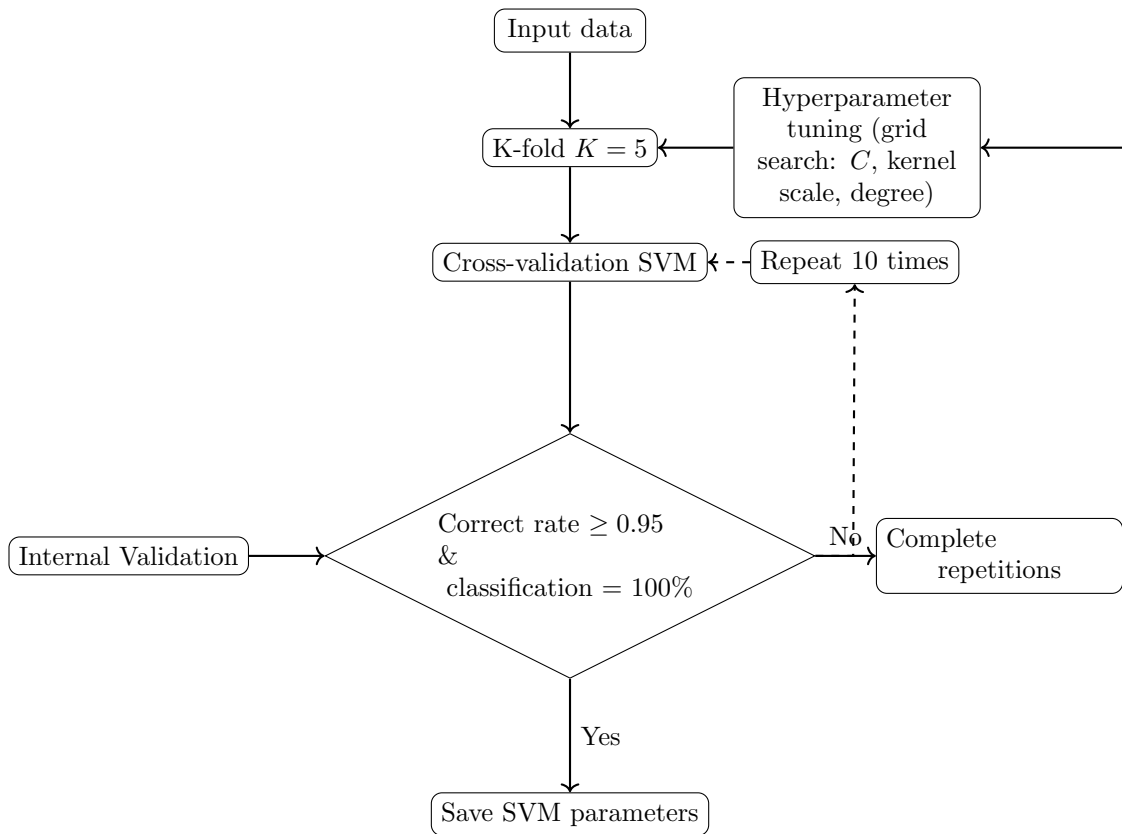 Input data
Hyperparameter
tuning (grid
search: C, kernel
scale, degree)
K-fold K = 5
Cross-validation SVM
Repeat 10 times
Correct rate ≥ 0.95
&
classification = 100%
Internal Validation
No
Complete
repetitions
Yes
Save SVM parameters